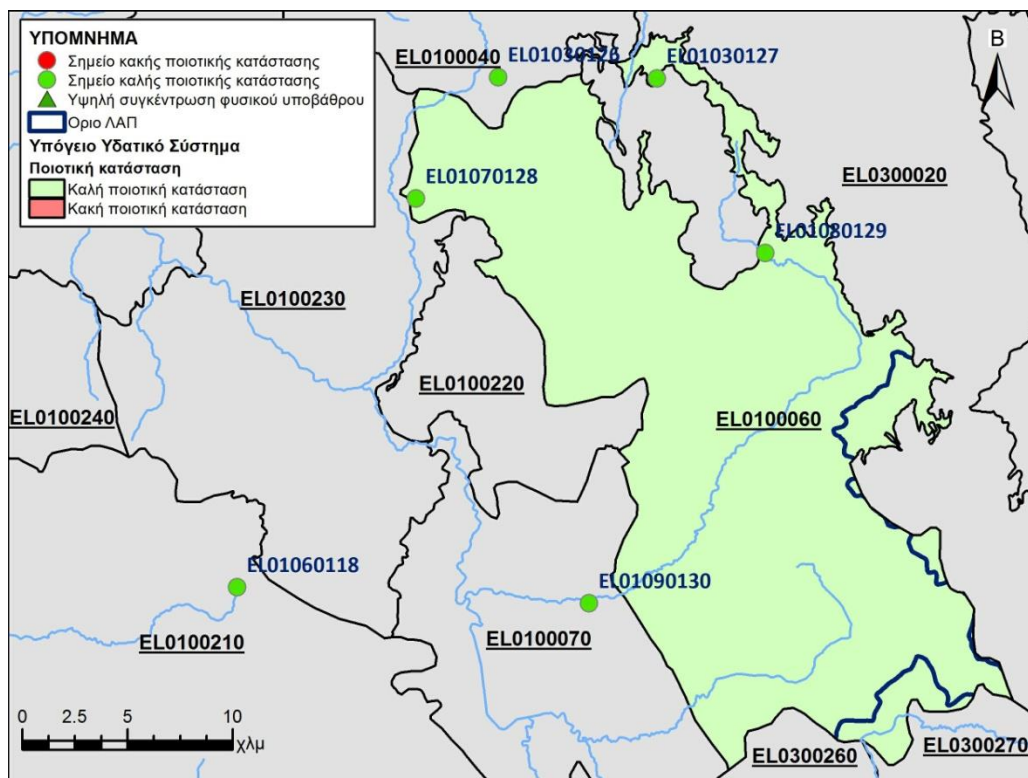 ΥΠΟΜΝΗΜΑ
Σημείο κακής ποιοτικής κατάστασης
Σημείο καλής ποιοτικής κατάστασης
Υψηλή συγκέντρωση φυσικού υποβάθρου
Οριο ΛΑΠ
Υπόγειο Υδατικό Σύστημα
Ποιοτική κατάσταση
Καλή ποιοτική κατάσταση
Κακή ποιοτική κατάσταση
EL0100040
EL01030126
EL01030127
Β
EL01070128
EL0300020
EL01080129
EL0100230
EL0100220
EL0100240
EL0100060
EL01060118
EL01090130
EL0100210
EL0100070
0 2.5 5 10
χλμ
EL0300260
EL0300270